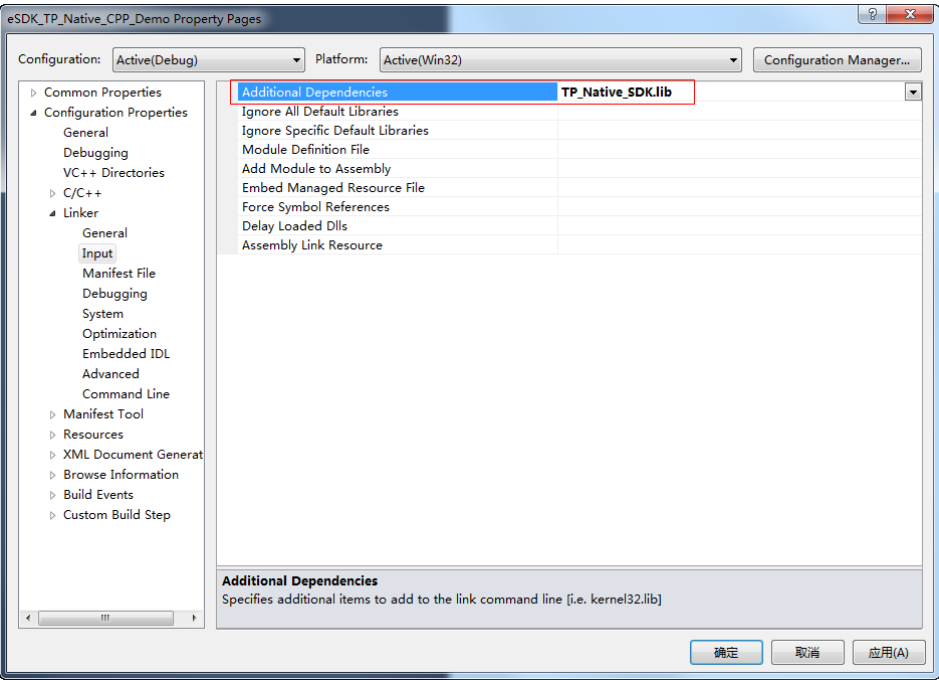 eSDK_TP_Native_CPP_Demo Property Pages
Configuration: Active(Debug) Platform: Active(Win32) Configuration Manager...
Common Properties
Configuration Properties
General
Debugging
VC++ Directories
C/C++
Linker
General
Input
Manifest File
Debugging
System
Optimization
Embedded IDL
Advanced
Command Line
Manifest Tool
Resources
XML Document Generat
Browse Information
Build Events
Custom Build Step
Additional Dependencies TP_Native_SDK.lib
Ignore All Default Libraries
Ignore Specific Default Libraries
Module Definition File
Add Module to Assembly
Embed Managed Resource File
Force Symbol References
Delay Loaded Dlls
Assembly Link Resource
Additional Dependencies
Specifies additional items to add to the link command line [i.e. kernel32.lib]
确定 取消 应用(A)